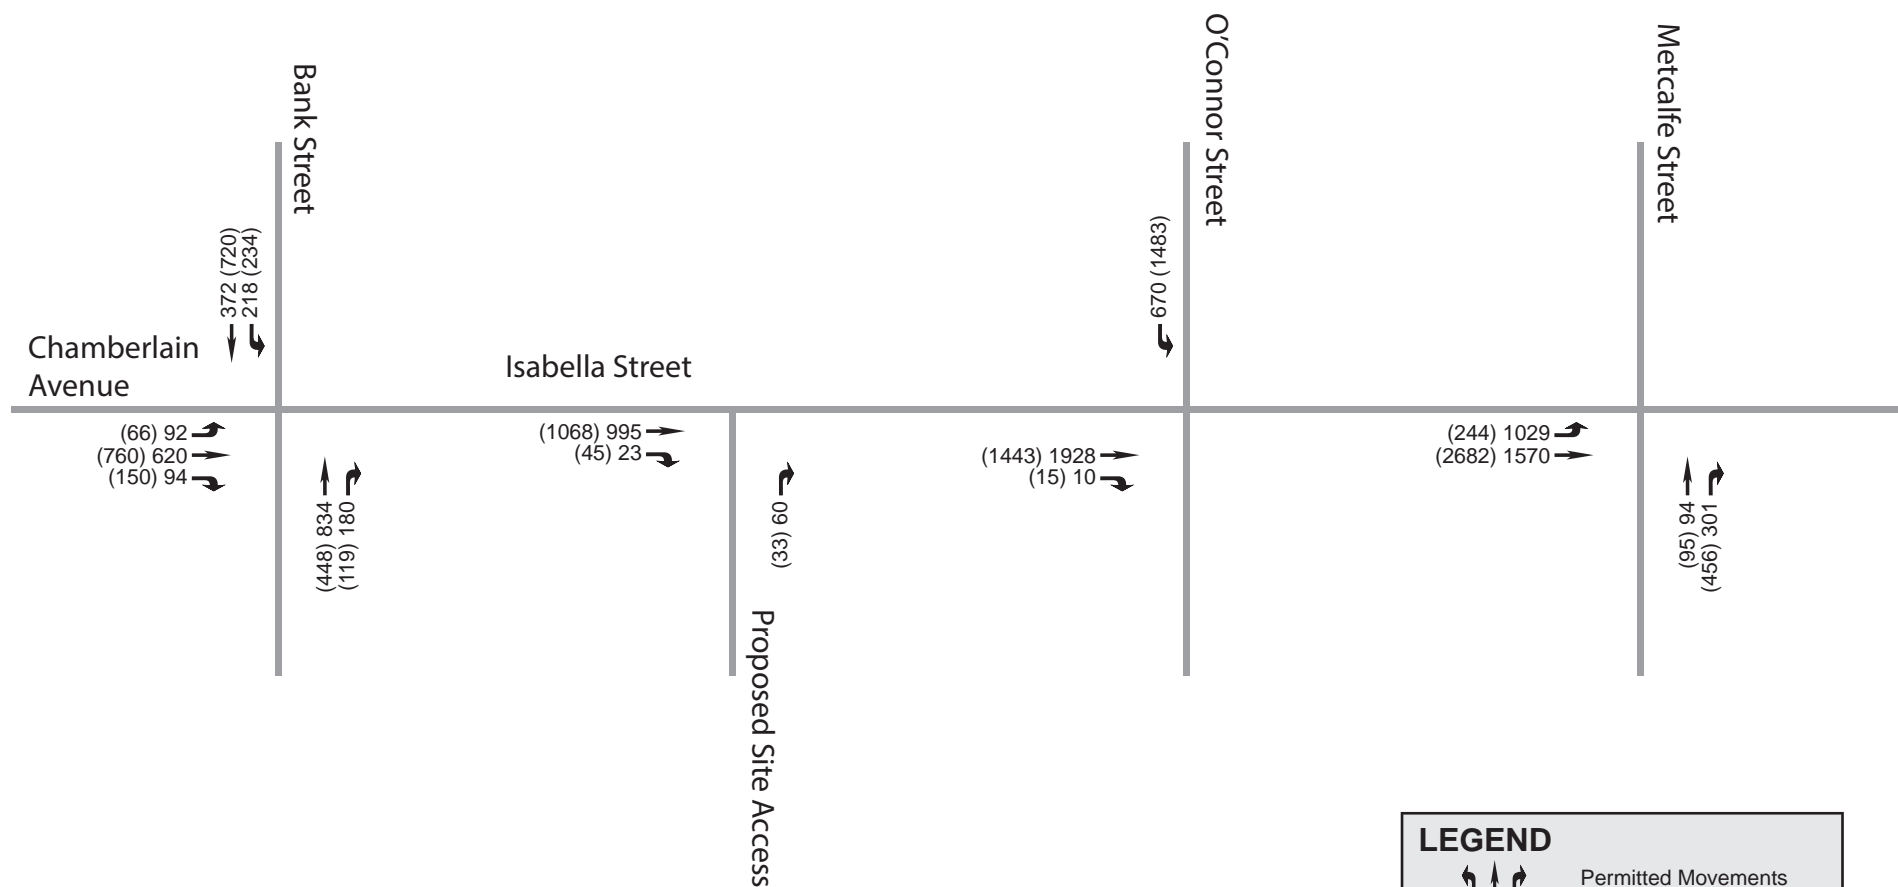 Bank Street
O'Connor Street
Metcalfe Street
372 (720)
218 (234)
670 (1483)
Chamberlain
Avenue
Isabella Street
(66) 92
(760) 620
(150) 94
(448) 834
(119) 180
(1068) 995
(45) 23
(33) 60
(1443) 1928
(15) 10
(244) 1029
(2682) 1570
(95) 94
(456) 301
Proposed Site Access
LEGEND
Permitted Movements